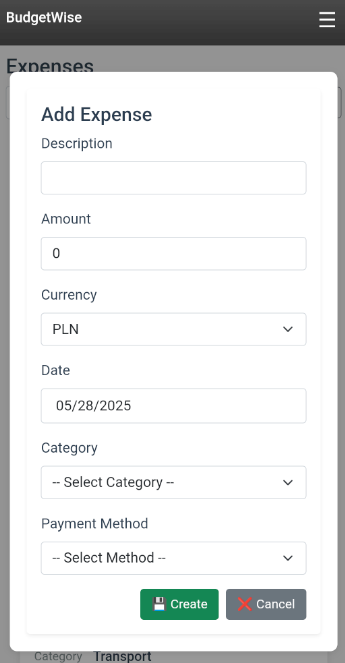 BudgetWise
Expenses
Add Expense
Description
Amount
0
Currency
PLN
Date
05/28/2025
Category
-- Select Category --
Payment Method
-- Select Method --
Create
Cancel
Category Transport